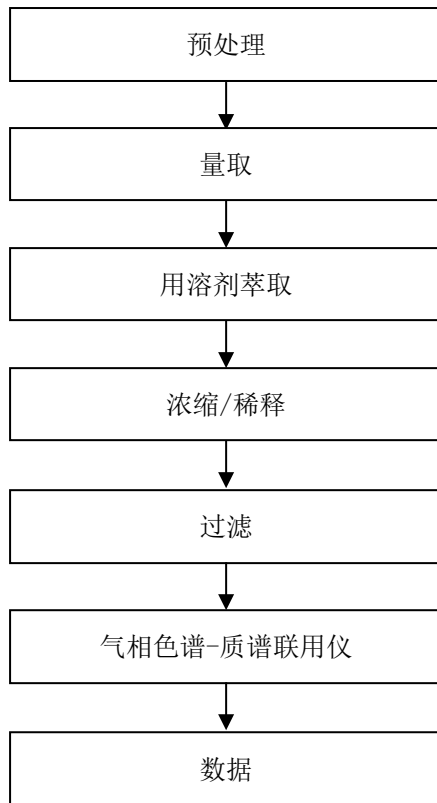 预处理
量取
用溶剂萃取
浓缩/稀释
过滤
气相色谱-质谱联用仪
数据